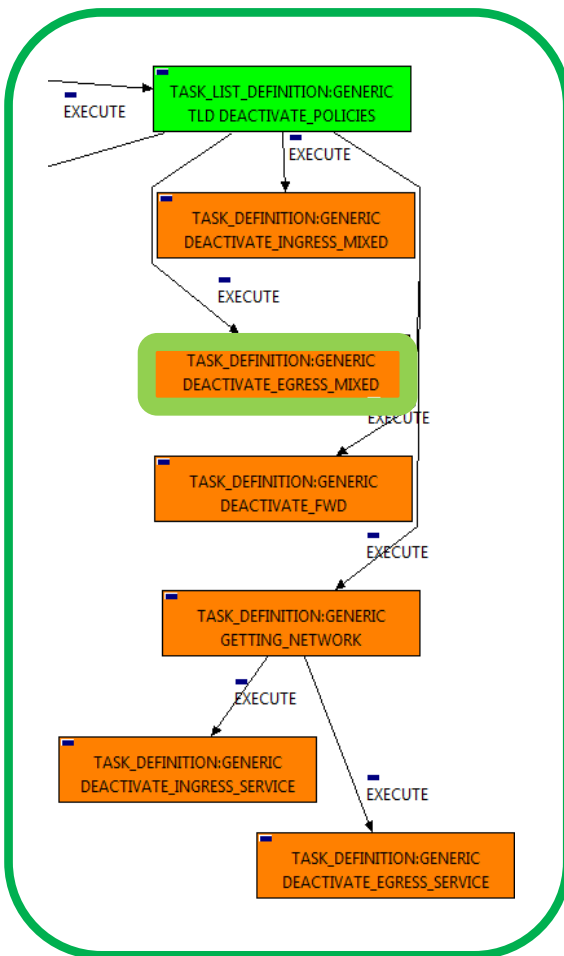 TASK_LIST_DEFINITION:GENERIC
TLD DEACTIVATE_POLICIES
EXECUTE
EXECUTE
TASK_DEFINITION:GENERIC
DEACTIVATE_INGRESS_MIXED
EXECUTE
TASK_DEFINITION:GENERIC
DEACTIVATE_EGRESS_MIXED
EXECUTE
TASK_DEFINITION:GENERIC
DEACTIVATE_FWD
EXECUTE
TASK_DEFINITION:GENERIC
GETTING_NETWORK
EXECUTE
TASK_DEFINITION:GENERIC
DEACTIVATE_INGRESS_SERVICE
EXECUTE
TASK_DEFINITION:GENERIC
DEACTIVATE_EGRESS_SERVICE